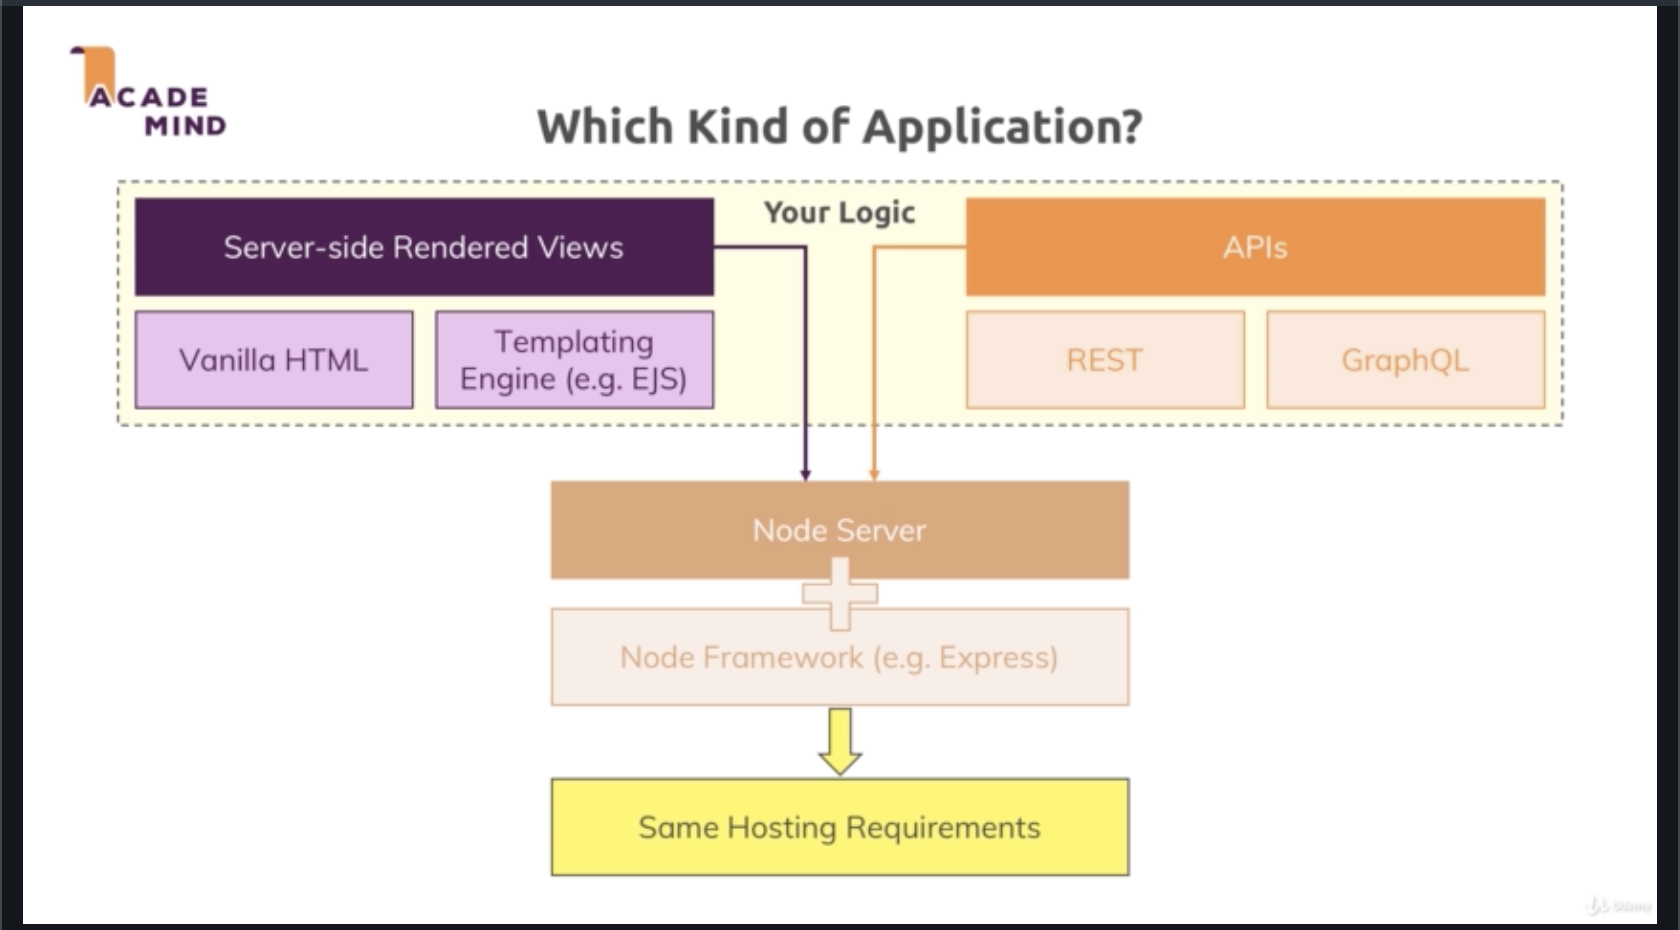 ACADE
MIND
Which Kind of Application?
Your Logic
Server-side Rendered Views
APIs
Vanilla HTML
Templating
Engine (e.g. EJS)
REST
GraphQL
Node Server
Node Framework (e.g. Express)
Same Hosting Requirements
Udemy